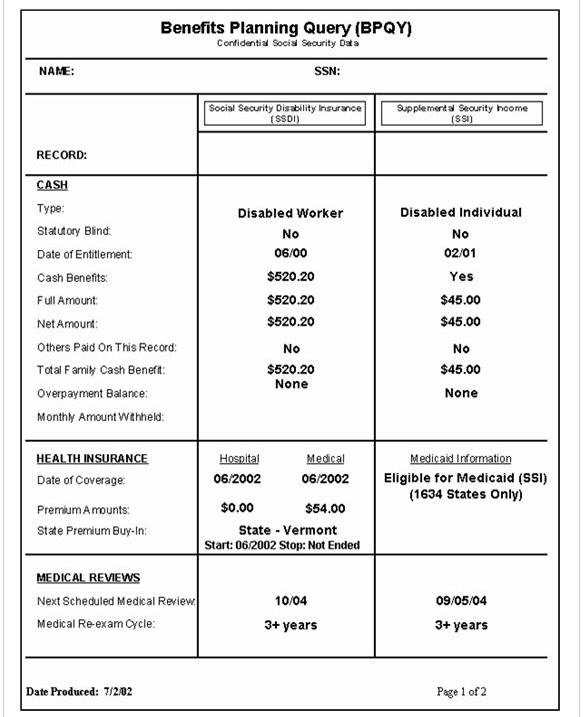 Benefits Planning Query (BPQY)
Confidential Social Security Data
NAME: SSN:
Social Security Disability Insurance (SSDI) Supplemental Security Income (SSI)
RECORD:
CASH
Type: Disabled Worker Disabled Individual
Statutory Blind: No No
Date of Entitlement: 06/00 02/01
Cash Benefits: $520.20 Yes
Full Amount: $520.20 $45.00
Net Amount: $520.20 $45.00
Others Paid On This Record: No No
Total Family Cash Benefit: $520.20 $45.00
Overpayment Balance: None None
Monthly Amount Withheld:
HEALTH INSURANCE Hospital Medical Medicaid Information
Date of Coverage: 06/2002 06/2002 Eligible for Medicaid (SSI)
(1634 States Only)
Premium Amounts: $0.00 $54.00
State Premium Buy-In: State - Vermont
Start: 06/2002 Stop: Not Ended
MEDICAL REVIEWS
Next Scheduled Medical Review: 10/04 09/05/04
Medical Re-exam Cycle: 3+ years 3+ years
Date Produced: 7/2/02 Page 1 of 2